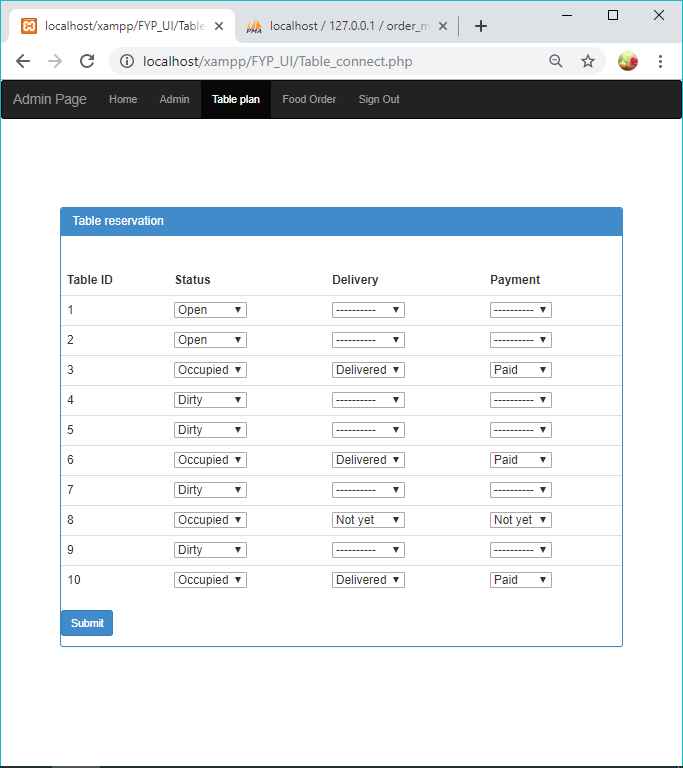 localhost/xampp/FYP_UI/Table
PMA
localhost / 127.0.0.1 / order_m
localhost/xampp/FYP_UI/Table_connect.php
Admin Page Home Admin Table plan Food Order Sign Out
Table reservation
Table ID Status Delivery Payment
1 Open ---------- ----------
2 Open ---------- ----------
3 Occupied Delivered Paid
4 Dirty ---------- ----------
5 Dirty ---------- ----------
6 Occupied Delivered Paid
7 Dirty ---------- ----------
8 Occupied Not yet Not yet
9 Dirty ---------- ----------
10 Occupied Delivered Paid
Submit